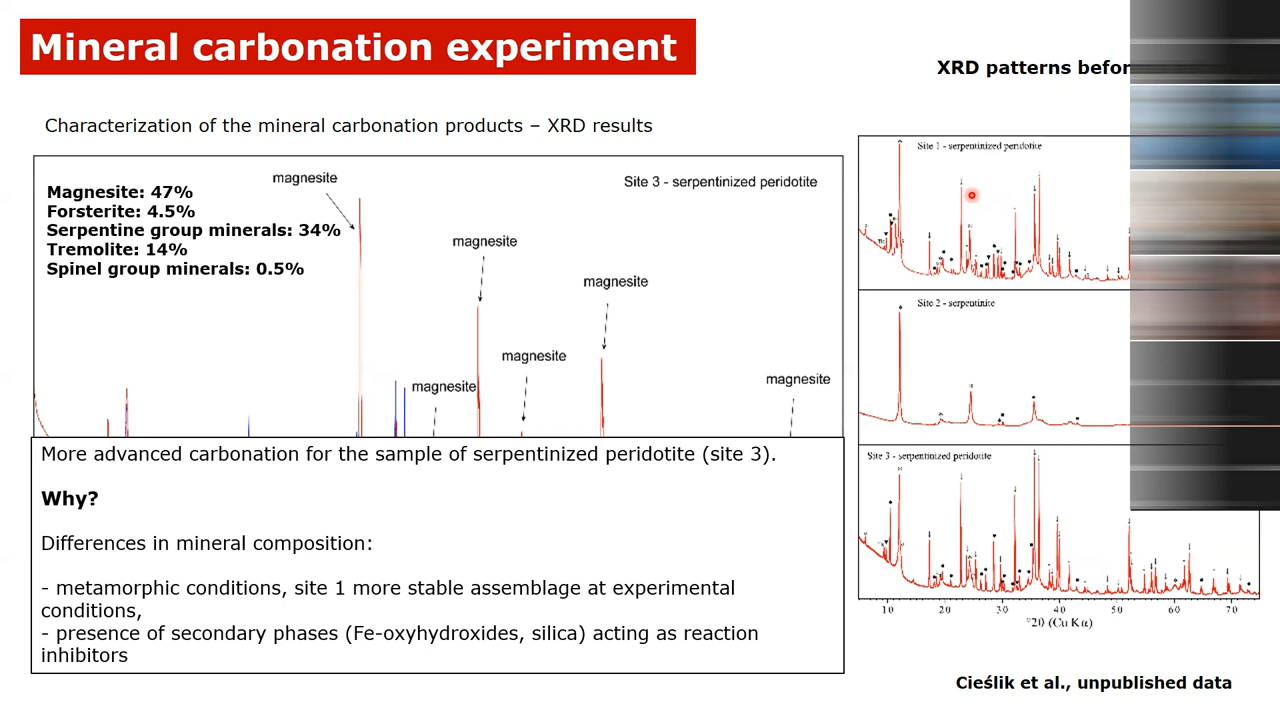 Mineral carbonation experiment
XRD patterns befor
Characterization of the mineral carbonation products – XRD results
Magnesite: 47%
Forsterite: 4.5%
Serpentine group minerals: 34%
Tremolite: 14%
Spinel group minerals: 0.5%
magnesite
Site 3 - serpentinized peridotite
magnesite
magnesite
magnesite
magnesite
magnesite
More advanced carbonation for the sample of serpentinized peridotite (site 3).
Why?
Differences in mineral composition:
- metamorphic conditions, site 1 more stable assemblage at experimental
conditions,
- presence of secondary phases (Fe-oxyhydroxides, silica) acting as reaction
inhibitors
Site 1 - serpentinized peridotite
Site 2 - serpentinite
Site 3 - serpentinized peridotite
10 20 30 40 50 60 70
°2θ (Cu Kα)
Cieślik et al., unpublished data